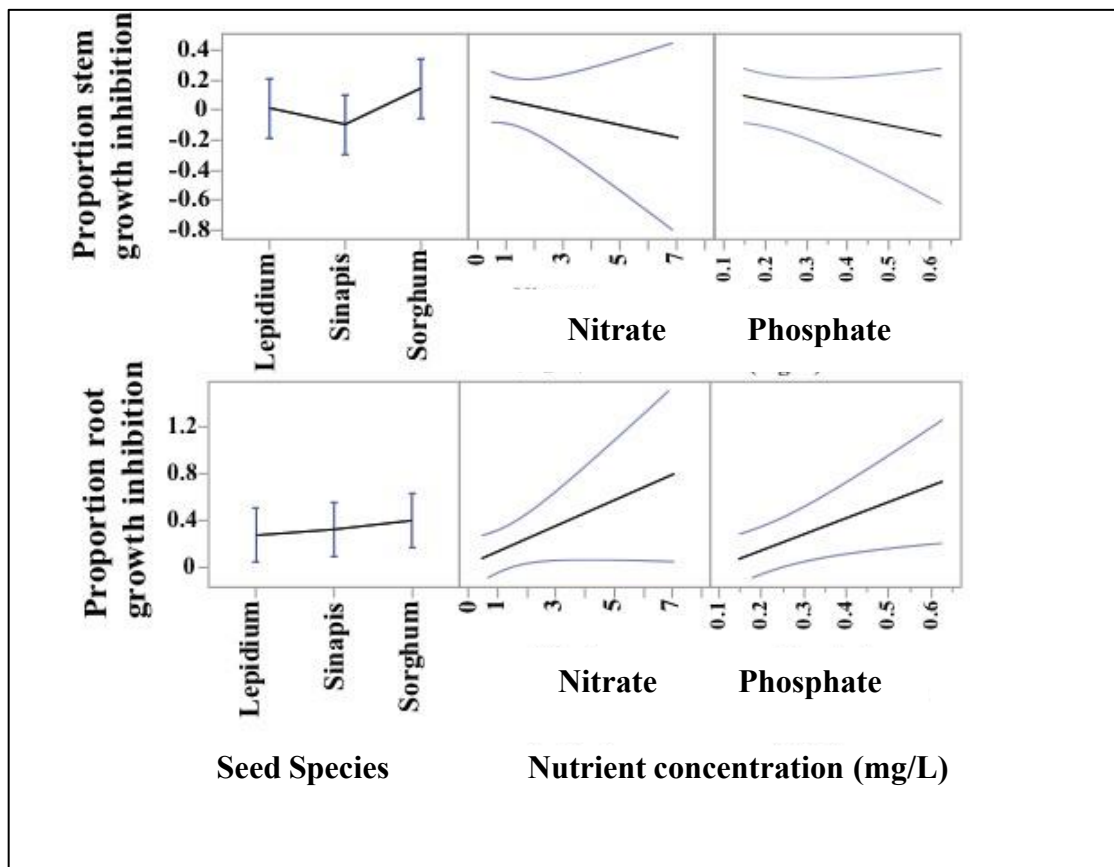 Proportion stem
growth inhibition
0.4
0.2
0
-0.2
-0.4
-0.6
-0.8
Lepidium
Sinapis
Sorghum
0
1
3
5
7
0.1
0.2
0.3
0.4
0.5
0.6
Nitrate
Phosphate
Proportion root
growth inhibition
1.2
0.8
0.4
0
Lepidium
Sinapis
Sorghum
0
1
3
5
7
0.1
0.2
0.3
0.4
0.5
0.6
Nitrate
Phosphate
Seed Species
Nutrient concentration (mg/L)